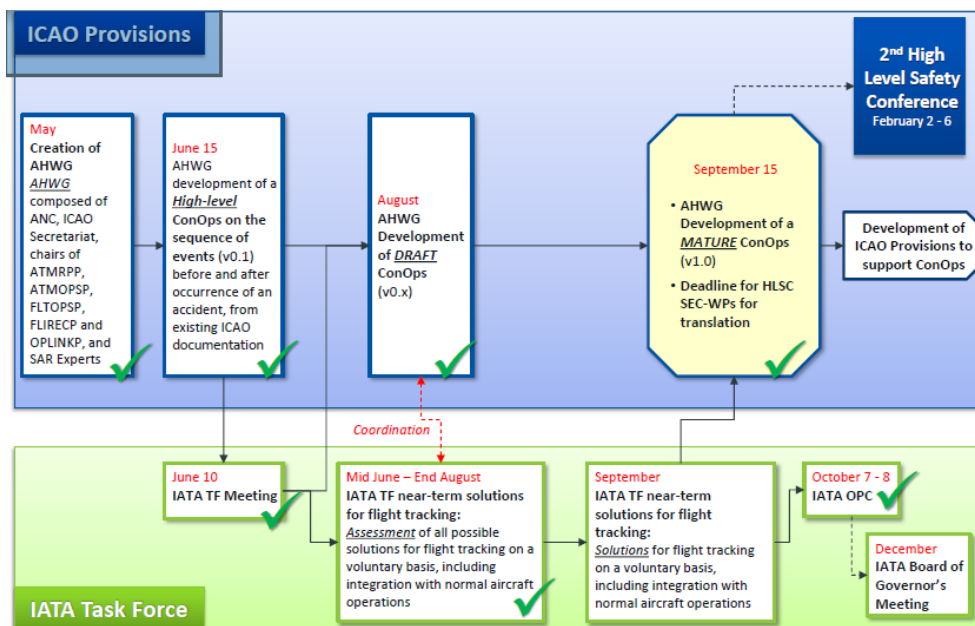 ICAO Provisions
2nd High
Level Safety
Conference
February 2 - 6
May
Creation of
AHWG
AHWG
composed of
ANC, ICAO
Secretariat,
chairs of
ATMRPP,
ATMOPSP,
FLTOPSP,
FLIRECP and
OPLINKP, and
SAR Experts
June 15
AHWG
development of a
High-level
ConOps on the
sequence of
events (v0.1)
before and after
occurrence of an
accident, from
existing ICAO
documentation
August
AHWG
Development
of DRAFT
ConOps
(v0.x)
September 15
• AHWG
Development of a
MATURE ConOps
(v1.0)
• Deadline for HLSC
SEC-WPs for
translation
Development of
ICAO Provisions to
support ConOps
Coordination
June 10
IATA TF Meeting
Mid June – End August
IATA TF near-term solutions
for flight tracking:
Assessment of all possible
solutions for flight tracking on a
voluntary basis, including
integration with normal aircraft
operations
September
IATA TF near-term
solutions for flight
tracking:
Solutions for flight tracking
on a voluntary basis,
including integration with
normal aircraft operations
October 7 - 8
IATA OPC
December
IATA Board of
Governor's
Meeting
IATA Task Force